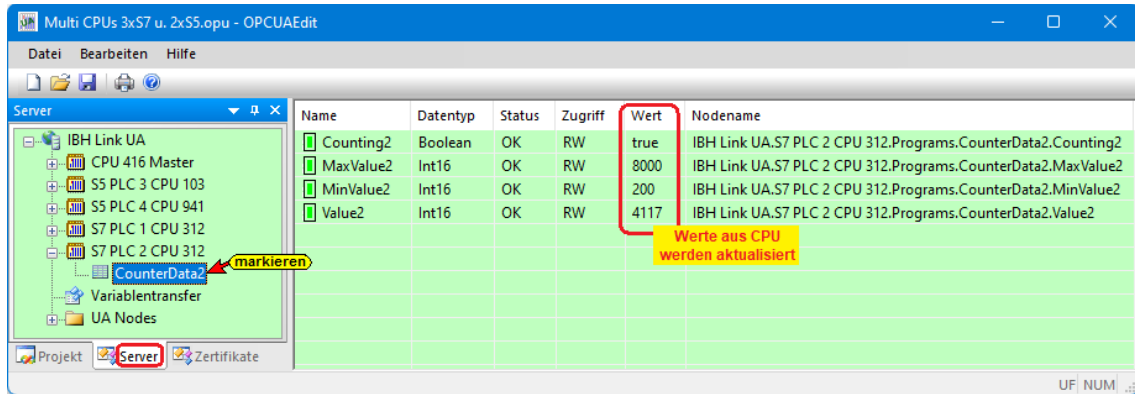 Multi CPUs 3xS7 u. 2xS5.opu - OPCUAEdit
Datei Bearbeiten Hilfe
Server
IBH Link UA
CPU 416 Master
S5 PLC 3 CPU 103
S5 PLC 4 CPU 941
S7 PLC 1 CPU 312
S7 PLC 2 CPU 312
CounterData2
markieren
Variablentransfer
UA Nodes
Projekt Server Zertifikate
Name Datentyp Status Zugriff Wert Nodename
Counting2 Boolean OK RW true IBH Link UA.S7 PLC 2 CPU 312.Programs.CounterData2.Counting2
MaxValue2 Int16 OK RW 8000 IBH Link UA.S7 PLC 2 CPU 312.Programs.CounterData2.MaxValue2
MinValue2 Int16 OK RW 200 IBH Link UA.S7 PLC 2 CPU 312.Programs.CounterData2.MinValue2
Value2 Int16 OK RW 4117 IBH Link UA.S7 PLC 2 CPU 312.Programs.CounterData2.Value2
Werte aus CPU
werden aktualisiert
UF NUM